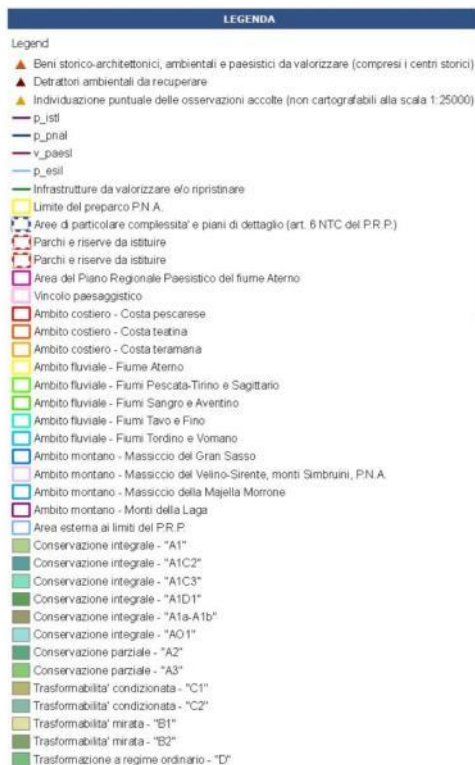 LEGENDA
Legend
Beni storico-architettonici, ambientali e paesistici da valorizzare (compresi i centri storici)
Detrattori ambientali da recuperare
Individuazione puntuale delle osservazioni accolte (non cartografabili alla scala 1:25000)
p_istl
p_pnal
v_paesl
p_esil
Infrastrutture da valorizzare e/o ripristinare
Limite del preparco P.N.A.
Aree di particolare complessita' e piani di dettaglio (art. 6 NTC del P.R.P.)
Parchi e riserve da istituire
Parchi e riserve da istituire
Area del Piano Regionale Paesistico del fiume Aterno
Vincolo paesaggistico
Ambito costiero - Costa pescarese
Ambito costiero - Costa teatina
Ambito costiero - Costa teramana
Ambito fluviale - Fiume Aterno
Ambito fluviale - Fiumi Pescata-Tirino e Sagittario
Ambito fluviale - Fiumi Sangro e Aventino
Ambito fluviale - Fiumi Tavo e Fino
Ambito fluviale - Fiumi Tordino e Vomano
Ambito montano - Massiccio del Gran Sasso
Ambito montano - Massiccio del Velino-Sirente, monti Simbruini, P.N.A.
Ambito montano - Massiccio della Majella Morrone
Ambito montano - Monti della Laga
Area esterna ai limiti del P.R.P.
Conservazione integrale - "A1"
Conservazione integrale - "A1C2"
Conservazione integrale - "A1C3"
Conservazione integrale - "A1D1"
Conservazione integrale - "A1a-A1b"
Conservazione integrale - "AO1"
Conservazione parziale - "A2"
Conservazione parziale - "A3"
Trasformabilita' condizionata - "C1"
Trasformabilita' condizionata - "C2"
Trasformabilita' mirata - "B1"
Trasformabilita' mirata - "B2"
Trasformazione a regime ordinario - "D"